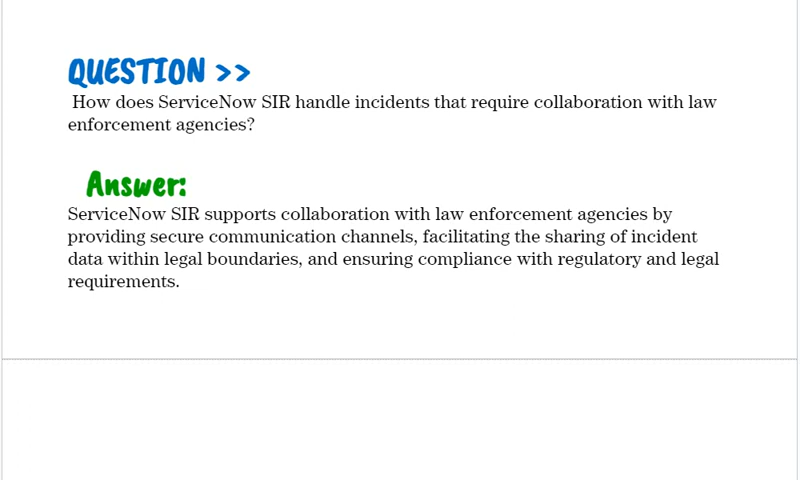 QUESTION >>
How does ServiceNow SIR handle incidents that require collaboration with law
enforcement agencies?
Answer:
ServiceNow SIR supports collaboration with law enforcement agencies by
providing secure communication channels, facilitating the sharing of incident
data within legal boundaries, and ensuring compliance with regulatory and legal
requirements.